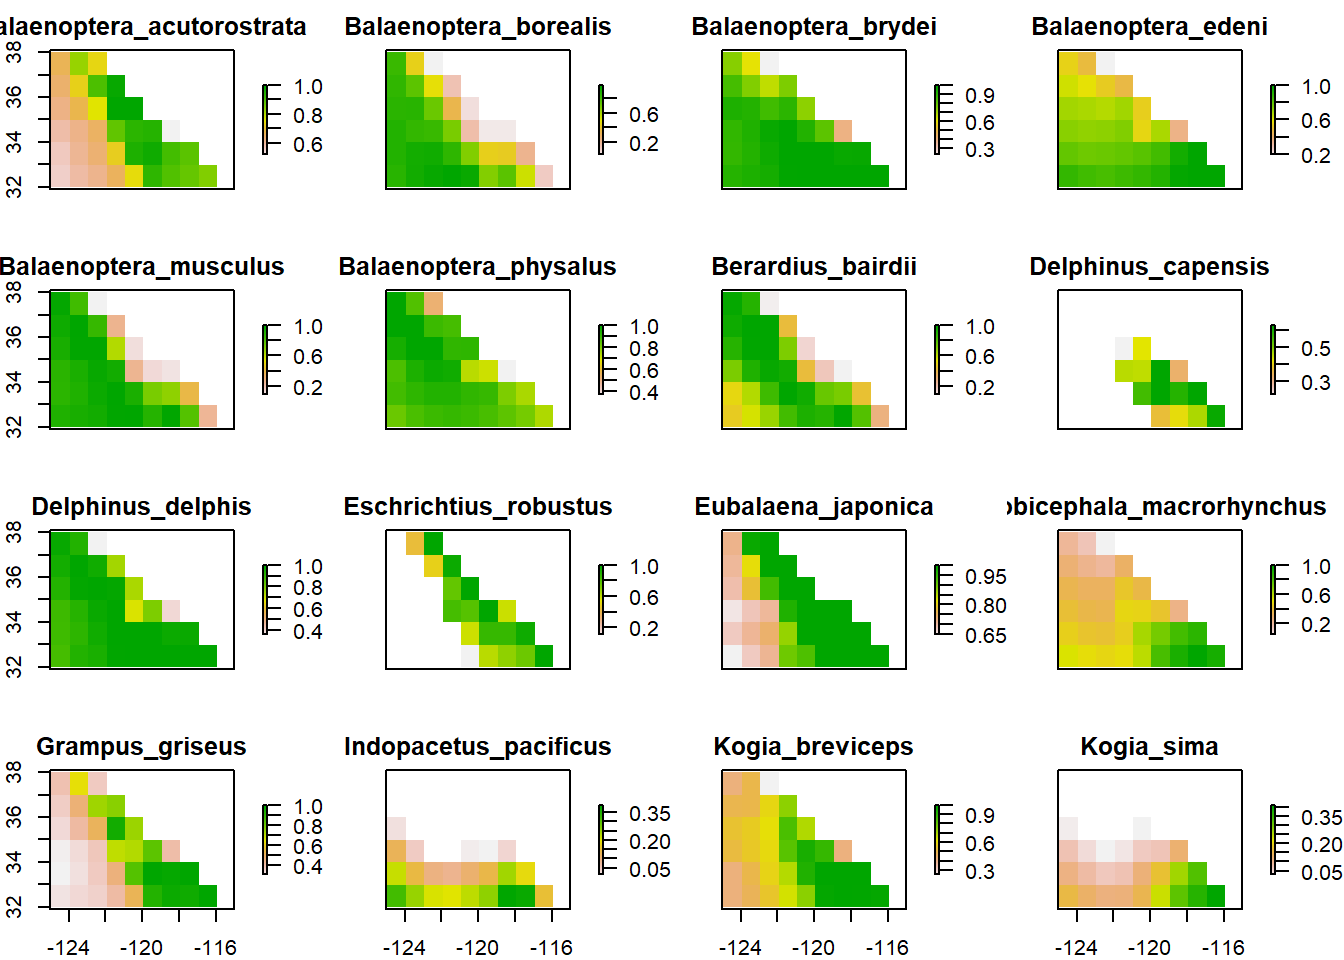 alaenoptera_acutorostrata Balaenoptera_borealis Balaenoptera_brydei Balaenoptera_edeni
38 36 34 32 1.0 0.8 0.6 0.6 0.2 0.9 0.6 0.3 1.0 0.6 0.2
Balaenoptera_musculus Balaenoptera_physalus Berardius_bairdii Delphinus_capensis
38 36 34 32 1.0 0.6 0.2 1.0 0.8 0.6 0.4 1.0 0.6 0.2 0.5 0.3
Delphinus_delphis Eschrichtius_robustus Eubalaena_japonica obicephala_macrorhynchus
38 36 34 32 1.0 0.8 0.6 0.4 1.0 0.6 0.2 0.95 0.80 0.65 1.0 0.6 0.2
Grampus_griseus Indopacetus_pacificus Kogia_breviceps Kogia_sima
38 36 34 32 1.0 0.8 0.6 0.4 0.35 0.20 0.05 0.9 0.6 0.3 0.35 0.20 0.05
-124 -120 -116 -124 -120 -116 -124 -120 -116 -124 -120 -116